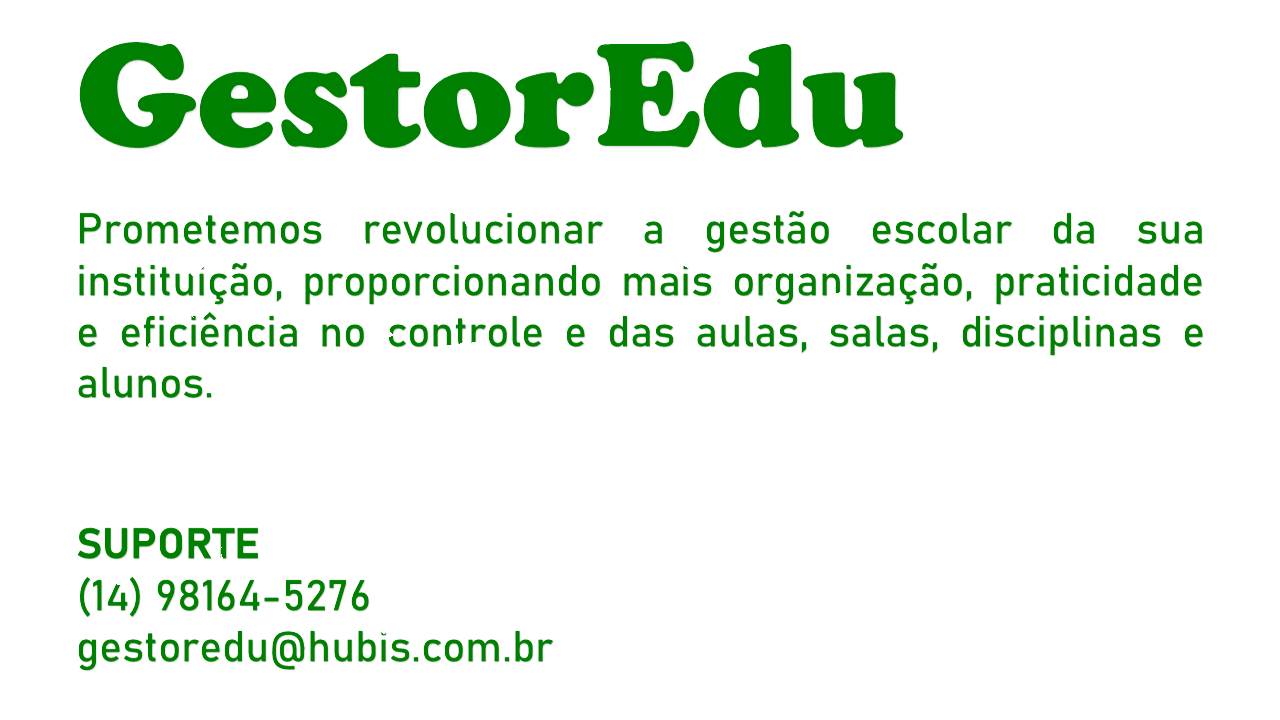 GestorEdu
Prometemos revolucionar a gestão escolar da sua
instituíção, proporcionando mais organização, praticidade
e eficiência no controle e das aulas, salas, disciplinas e
alunos.
SUPORTE
(14) 98164-5276
gestoredu@hubis.com.br